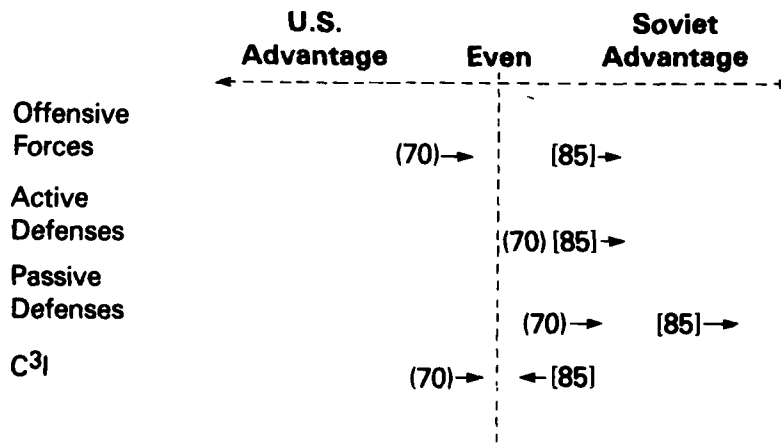 U.S. Advantage Even Soviet Advantage
Offensive Forces (70)→ [85]→
Active Defenses (70) [85]→
Passive Defenses (70)→ [85]→
C³I (70)→ ←[85]